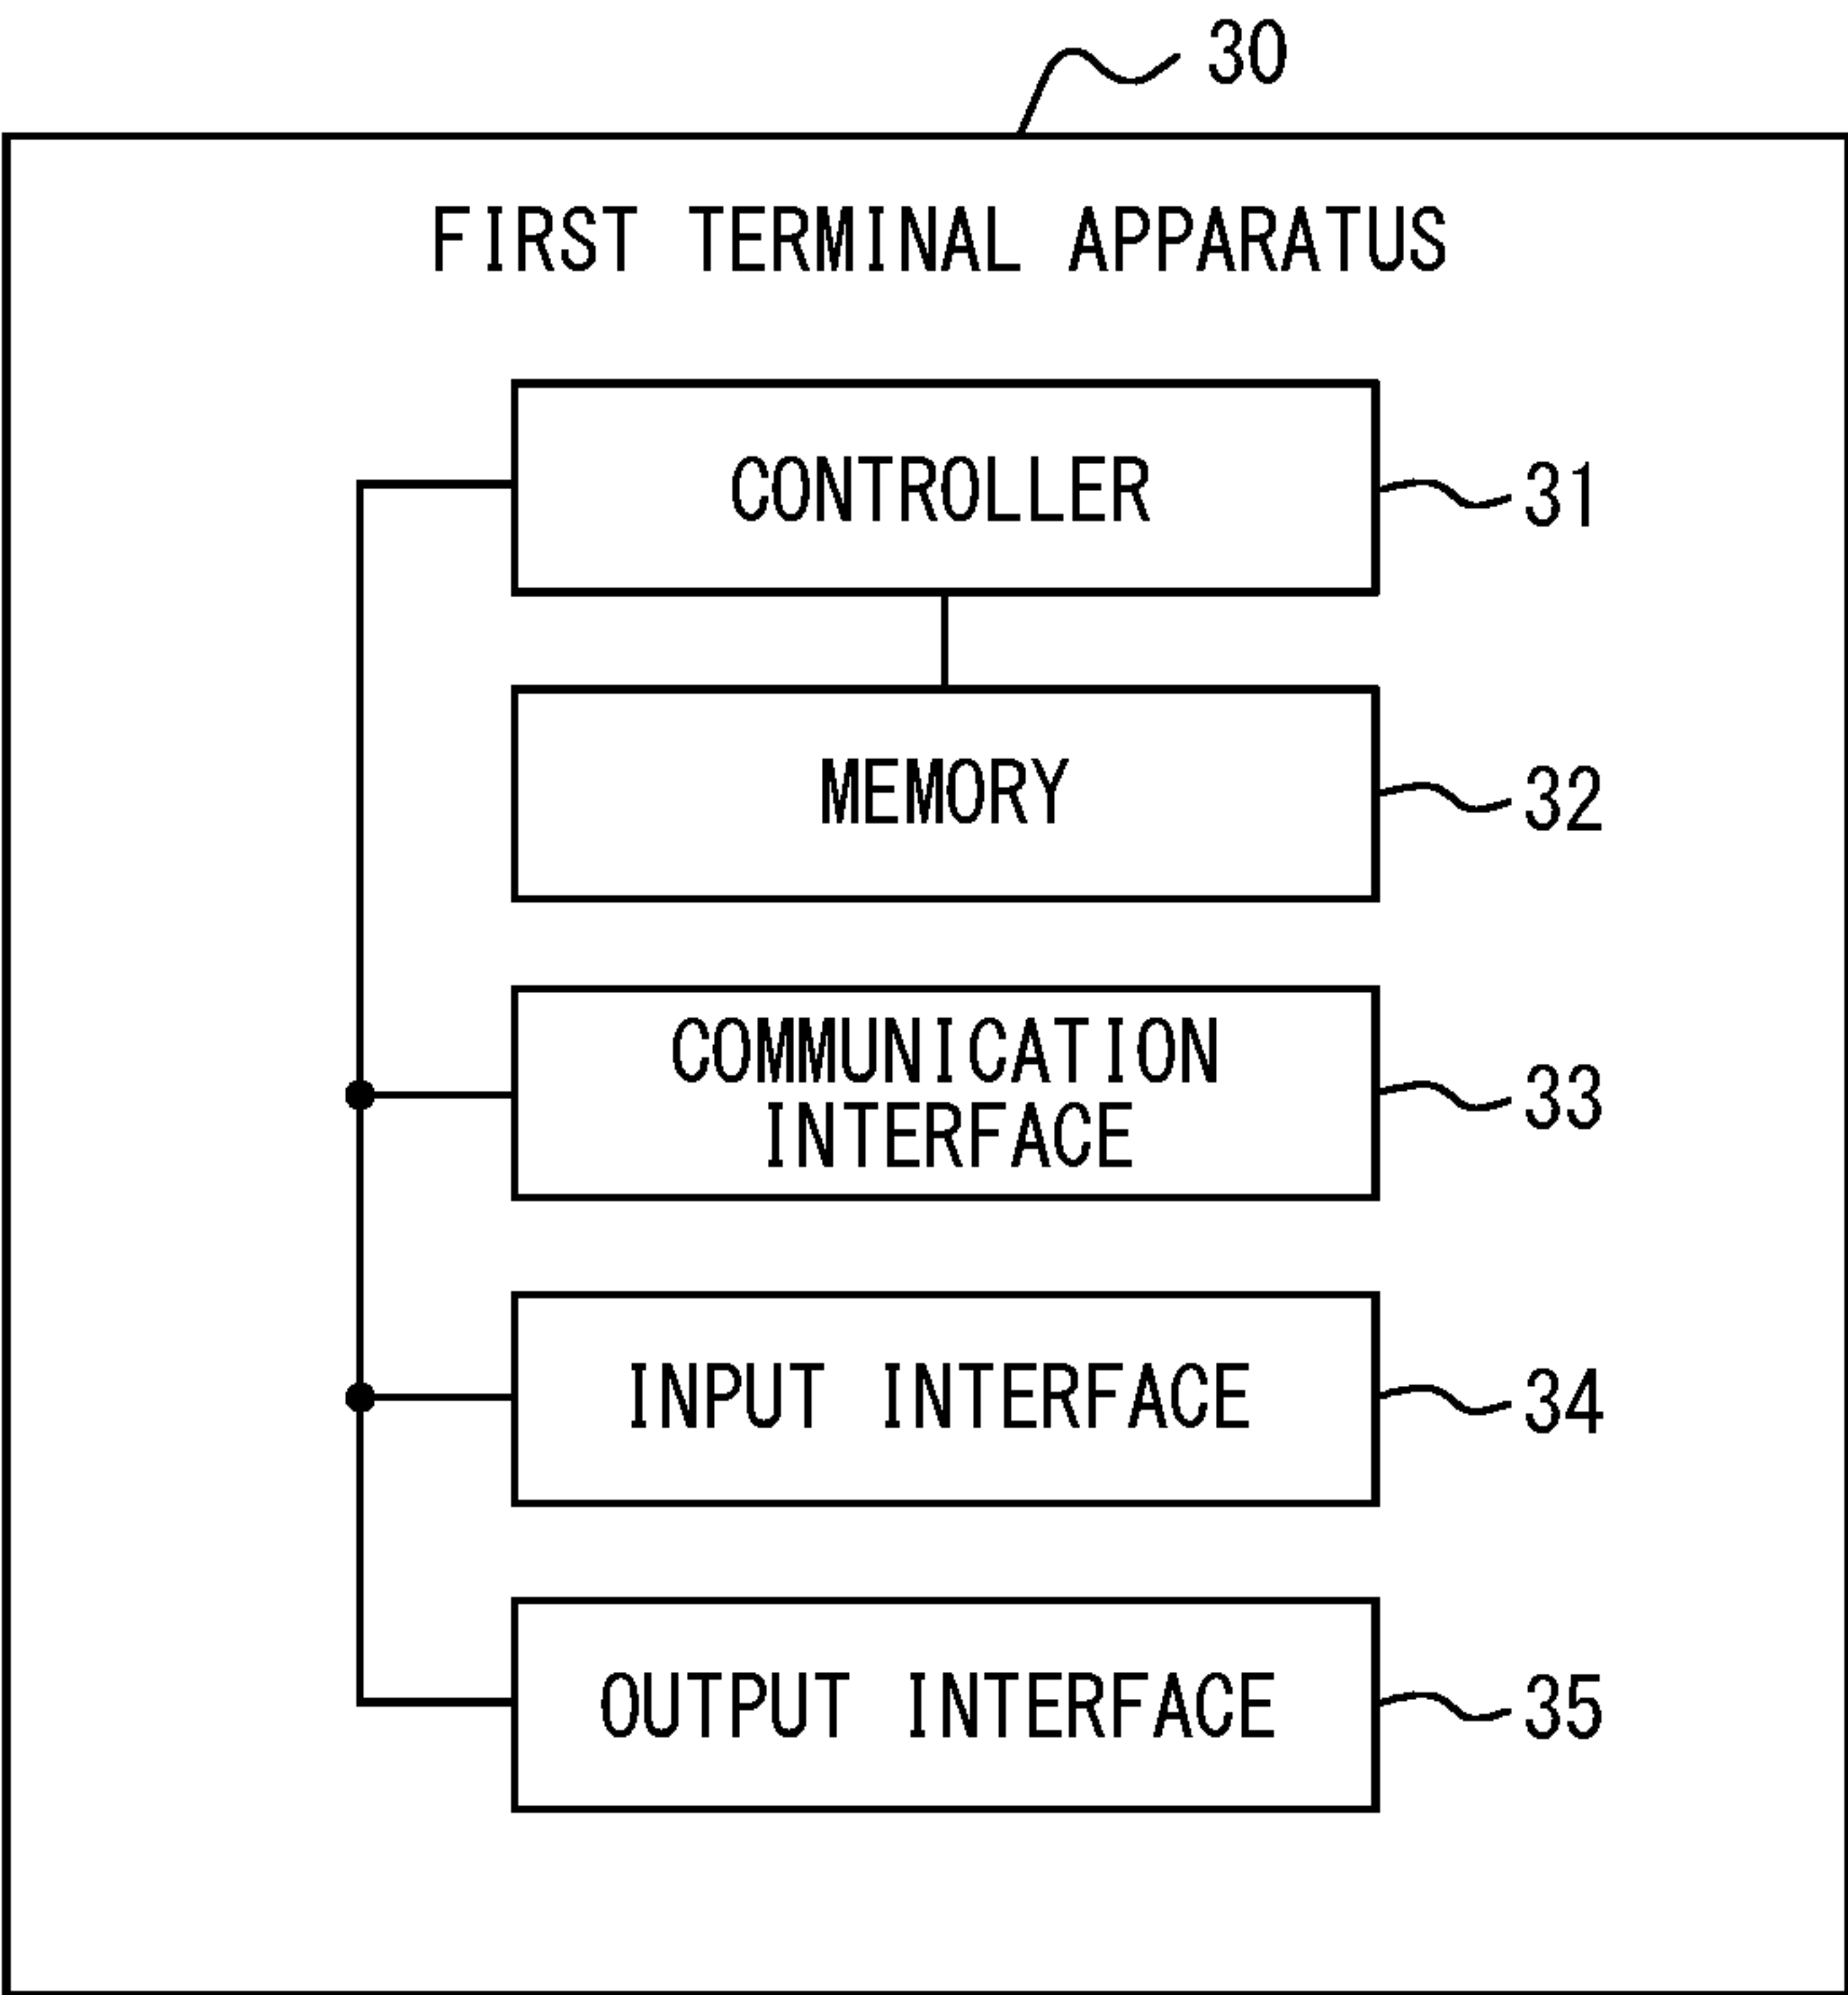 30
FIRST TERMINAL APPARATUS
CONTROLLER
31
MEMORY
32
COMMUNICATION
INTERFACE
33
INPUT INTERFACE
34
OUTPUT INTERFACE
35